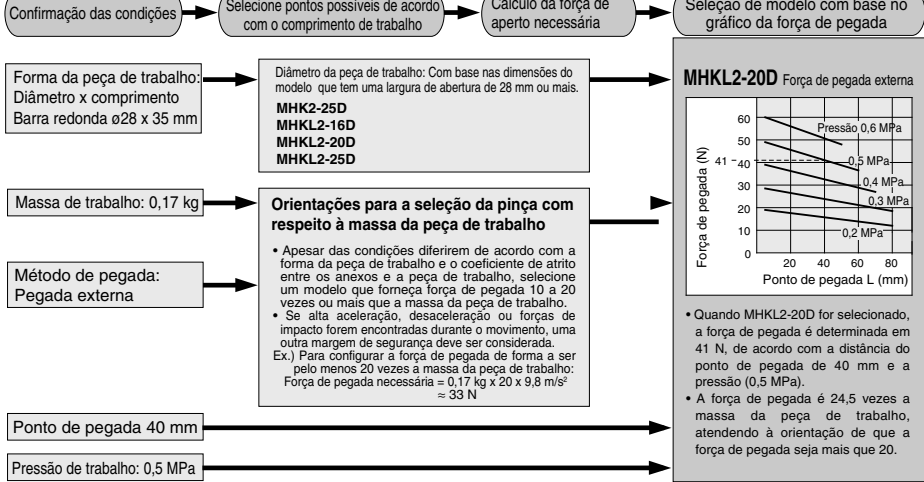 Confirmação das condições
Selecione pontos possíveis de acordo
com o comprimento de trabalho
Cálculo da força de
aperto necessária
Seleção de modelo com base no
gráfico da força de pegada
Forma da peça de trabalho:
Diâmetro x comprimento
Barra redonda ø28 x 35 mm
Diâmetro da peça de trabalho: Com base nas dimensões do
modelo que tem uma largura de abertura de 28 mm ou mais.
MHK2-25D
MHKL2-16D
MHKL2-20D
MHKL2-25D
Massa de trabalho: 0,17 kg
Método de pegada:
Pegada externa
Orientações para a seleção da pinça com
respeito à massa da peça de trabalho
• Apesar das condições diferirem de acordo com a
forma da peça de trabalho e o coeficiente de atrito
entre os anexos e a peça de trabalho, selecione
um modelo que forneça força de pegada 10 a 20
vezes ou mais que a massa da peça de trabalho.
• Se alta aceleração, desaceleração ou forças de
impacto forem encontradas durante o movimento, uma
outra margem de segurança deve ser considerada.
Ex.) Para configurar a força de pegada de forma a ser
pelo menos 20 vezes a massa da peça de trabalho:
Força de pegada necessária = 0,17 kg x 20 x 9,8 m/s²
≈ 33 N
Ponto de pegada 40 mm
Pressão de trabalho: 0,5 MPa
MHKL2-20D Força de pegada externa
Força de pegada (N)
60
50
41
40
30
20
10
0
Pressão 0,6 MPa
0,5 MPa
0,4 MPa
0,3 MPa
0,2 MPa
20 40 60 80
Ponto de pegada L (mm)
• Quando MHKL2-20D for selecionado,
a força de pegada é determinada em
41 N, de acordo com a distância do
ponto de pegada de 40 mm e a
pressão (0,5 MPa).
• A força de pegada é 24,5 vezes a
massa da peça de trabalho,
atendendo à orientação de que a
força de pegada seja mais que 20.